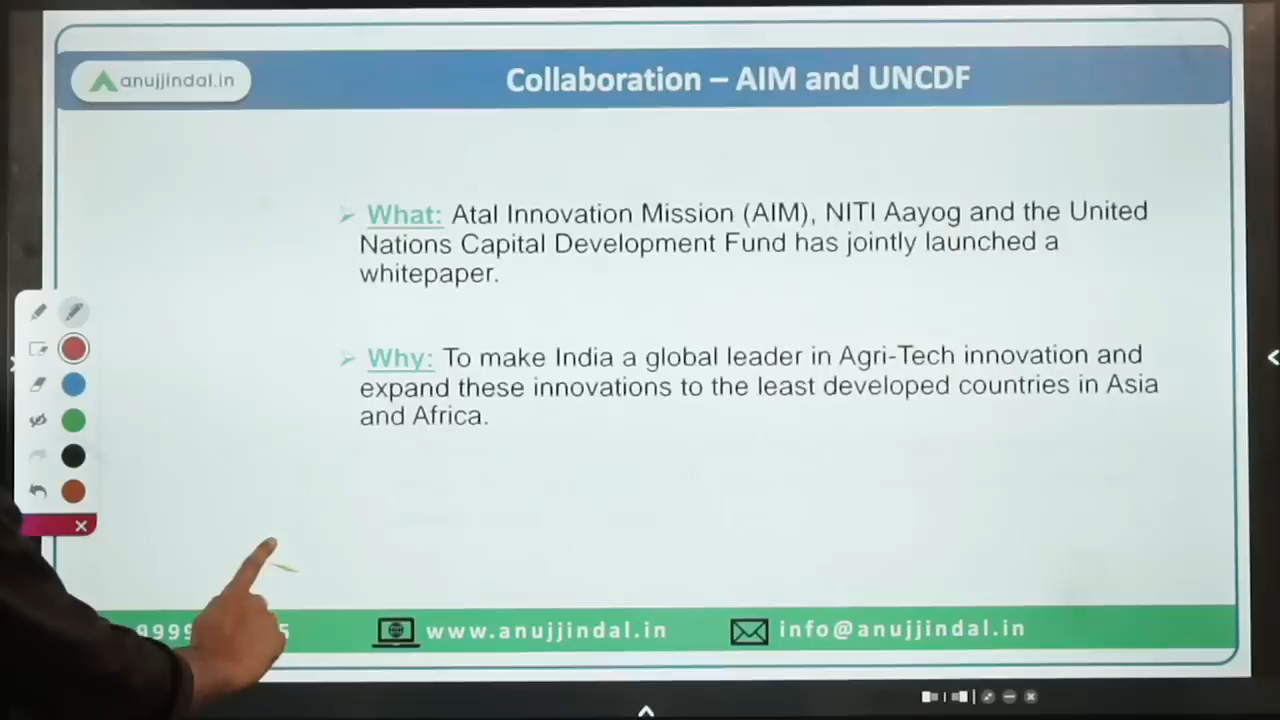 anujjindal.in
Collaboration – AIM and UNCDF
What: Atal Innovation Mission (AIM), NITI Aayog and the United
Nations Capital Development Fund has jointly launched a
whitepaper.
Why: To make India a global leader in Agri-Tech innovation and
expand these innovations to the least developed countries in Asia
and Africa.
www.anujjindal.in
info@anujjindal.in